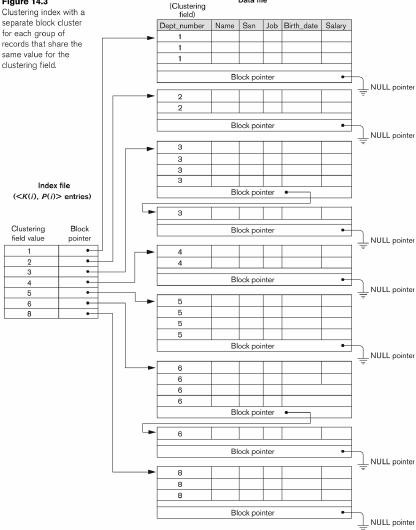 Figure 14.3
Clustering index with a
separate block cluster
for each group of
records that share the
same value for the
clustering field.
Data file
(Clustering
field)
Dept_number Name Ssn Job Birth_date Salary
1
1
1
Block pointer
NULL pointer
2
2
Block pointer
NULL pointer
3
3
3
3
Block pointer
3
Block pointer
NULL pointer
Index file
(<K(i), P(i)> entries)
Clustering
field value
Block
pointer
1
2
3
4
5
6
8
4
4
Block pointer
NULL pointer
5
5
5
5
Block pointer
NULL pointer
6
6
6
6
Block pointer
6
Block pointer
NULL pointer
8
8
8
Block pointer
NULL pointer